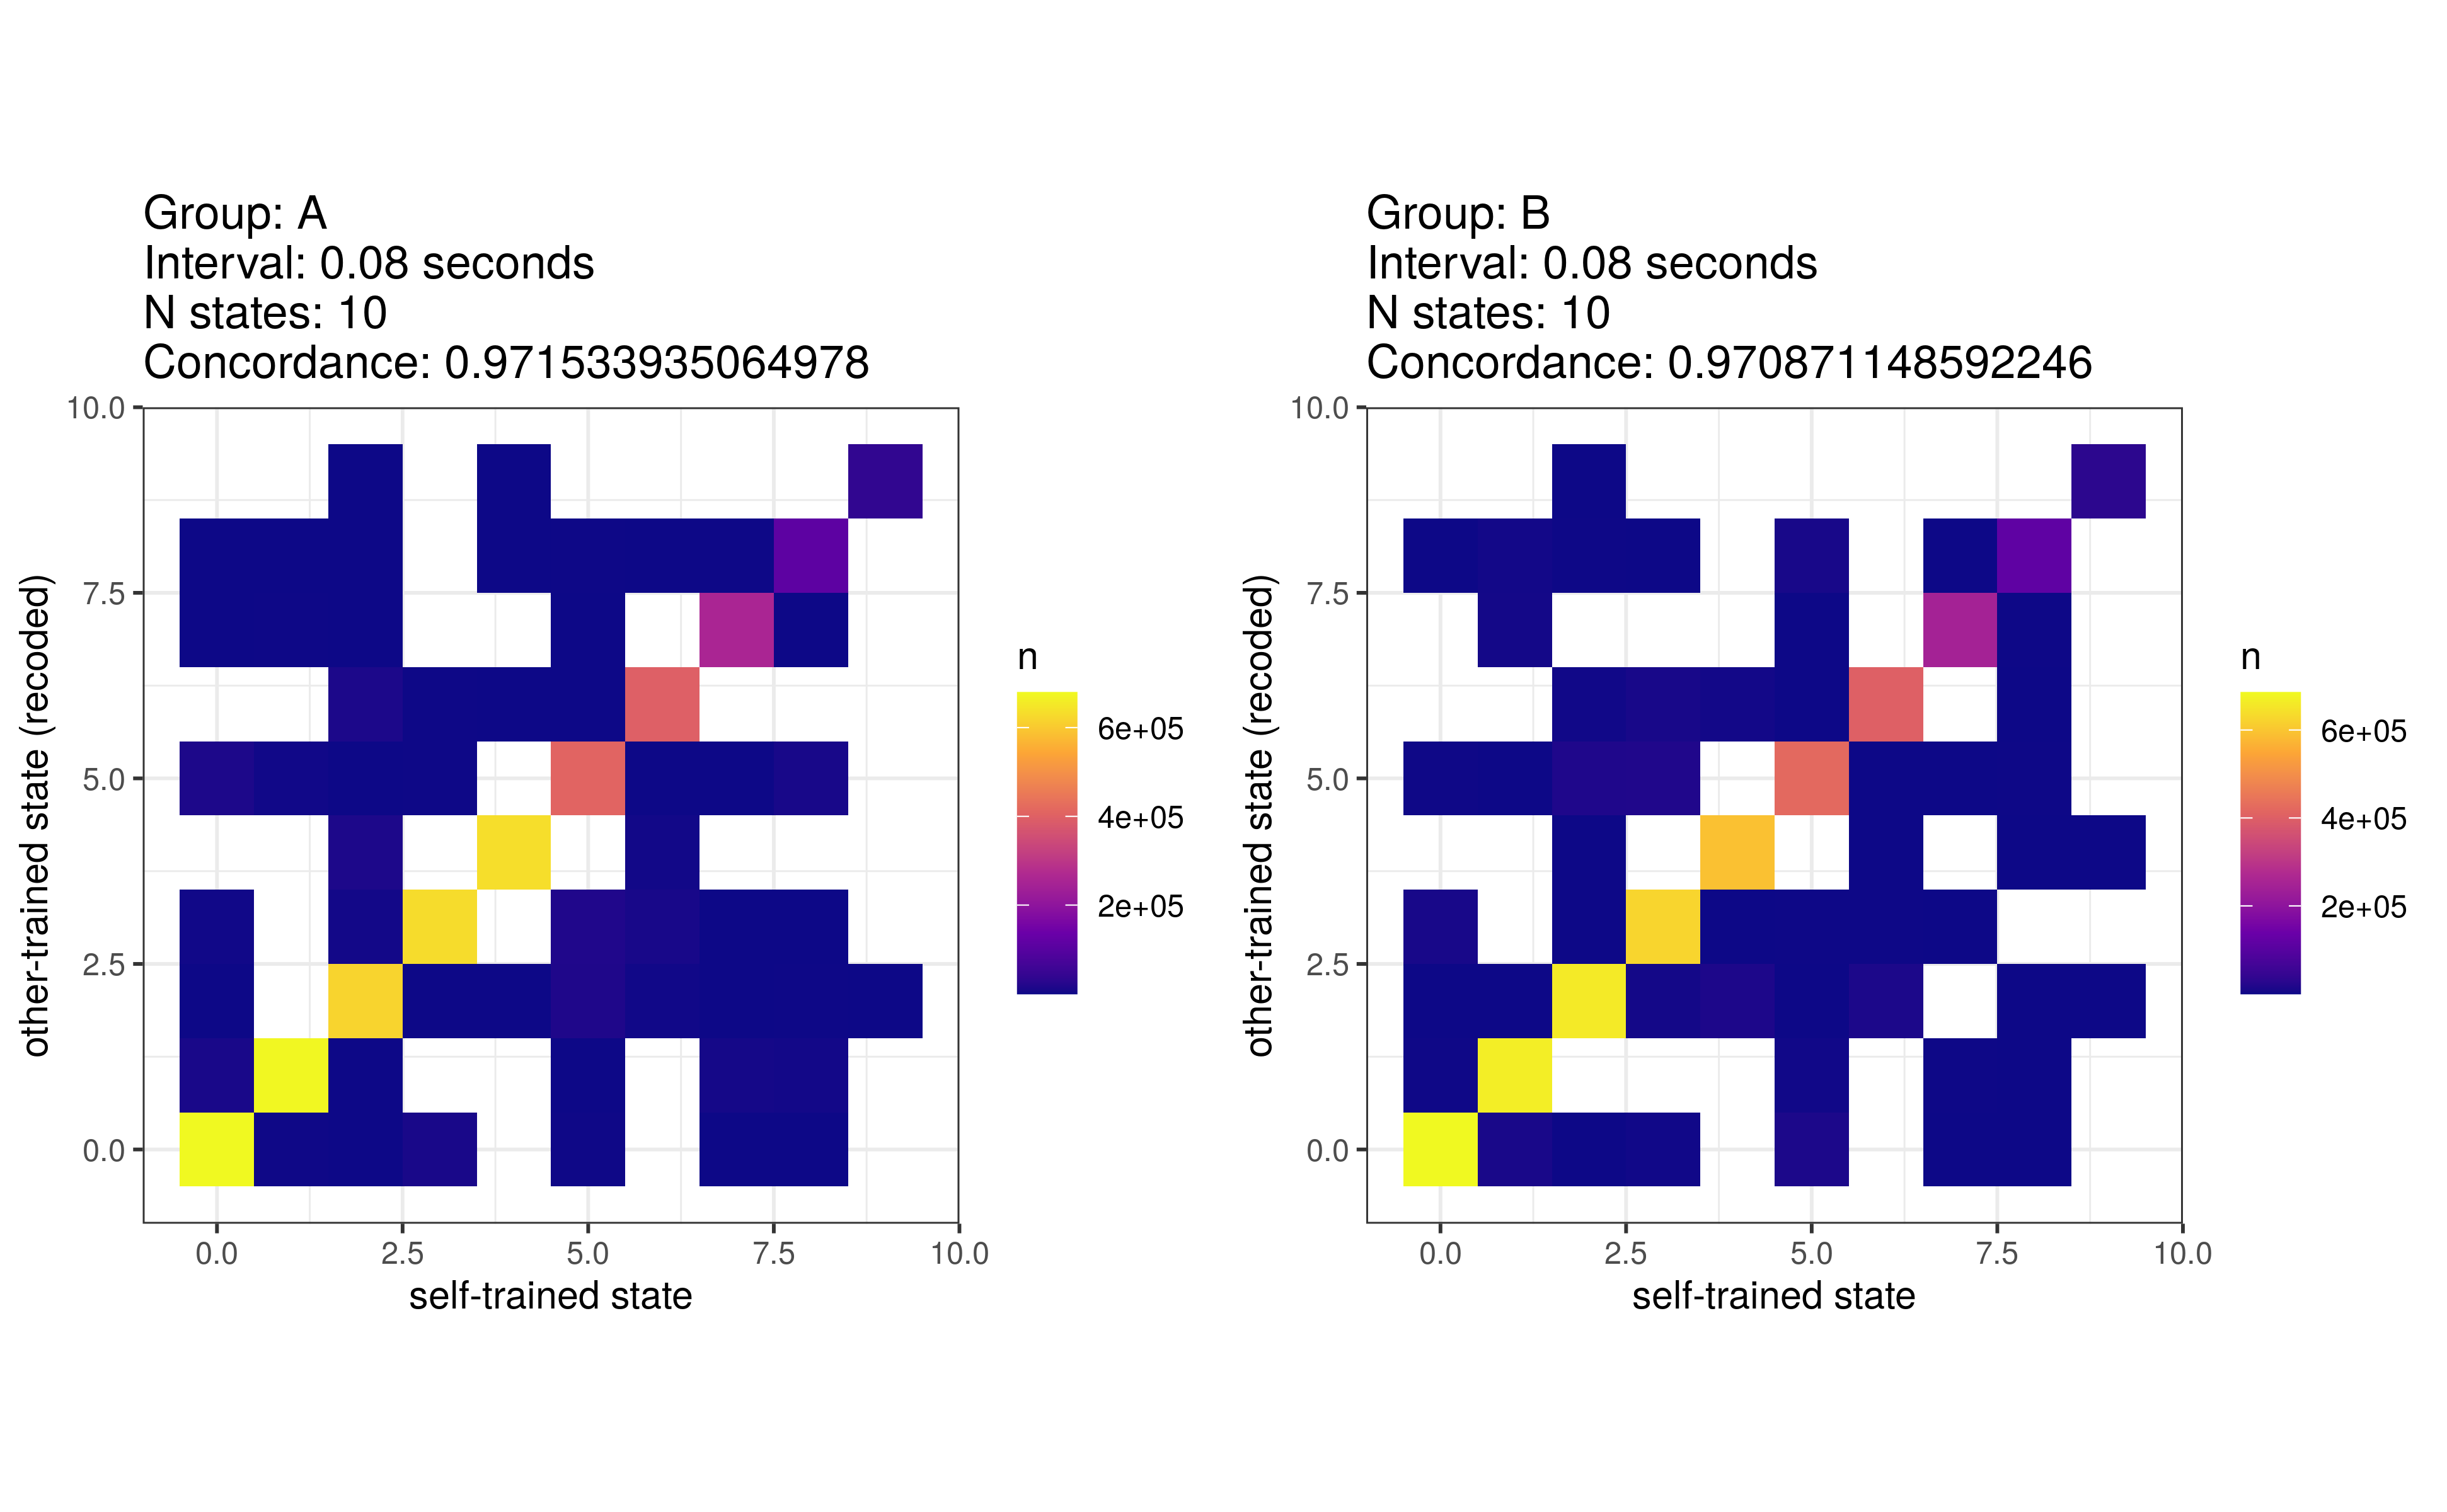 Group: A
Interval: 0.08 seconds
N states: 10
Concordance: 0.971533935064978
10.0
7.5
5.0
2.5
0.0
other-trained state (recoded)
0.0 2.5 5.0 7.5 10.0
self-trained state
n
6e+05
4e+05
2e+05
Group: B
Interval: 0.08 seconds
N states: 10
Concordance: 0.970871148592246
10.0
7.5
5.0
2.5
0.0
other-trained state (recoded)
0.0 2.5 5.0 7.5 10.0
self-trained state
n
6e+05
4e+05
2e+05